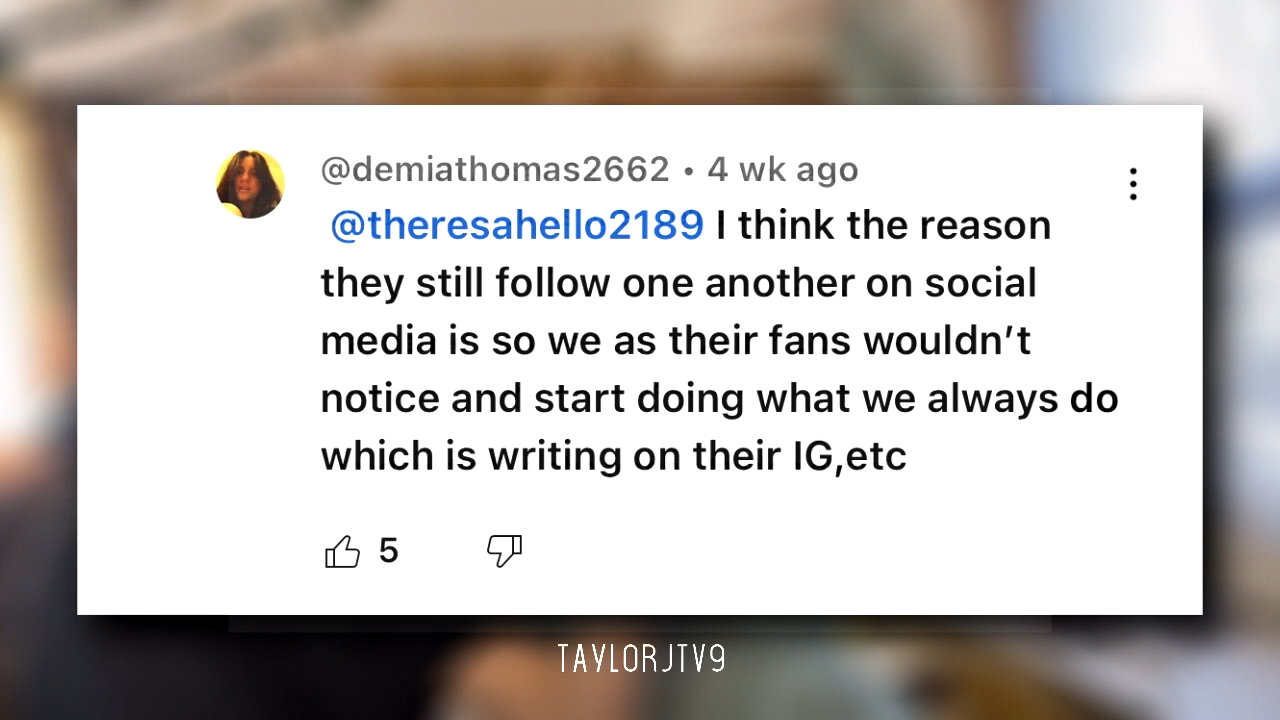 @demiathomas2662 • 4 wk ago
@theresahello2189 I think the reason
they still follow one another on social
media is so we as their fans wouldn’t
notice and start doing what we always do
which is writing on their IG,etc
5
TAYLORJTV9